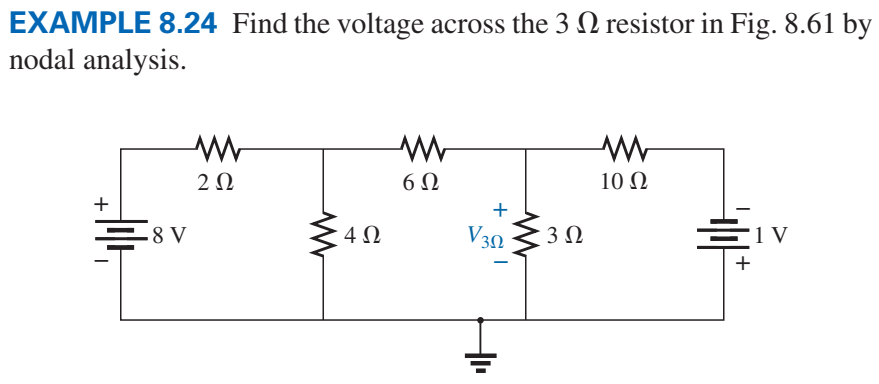 EXAMPLE 8.24 Find the voltage across the 3 Ω resistor in Fig. 8.61 by
nodal analysis.
2 Ω
6 Ω
10 Ω
+
8 V
–
4 Ω
+
V3Ω
–
3 Ω
–
1 V
+